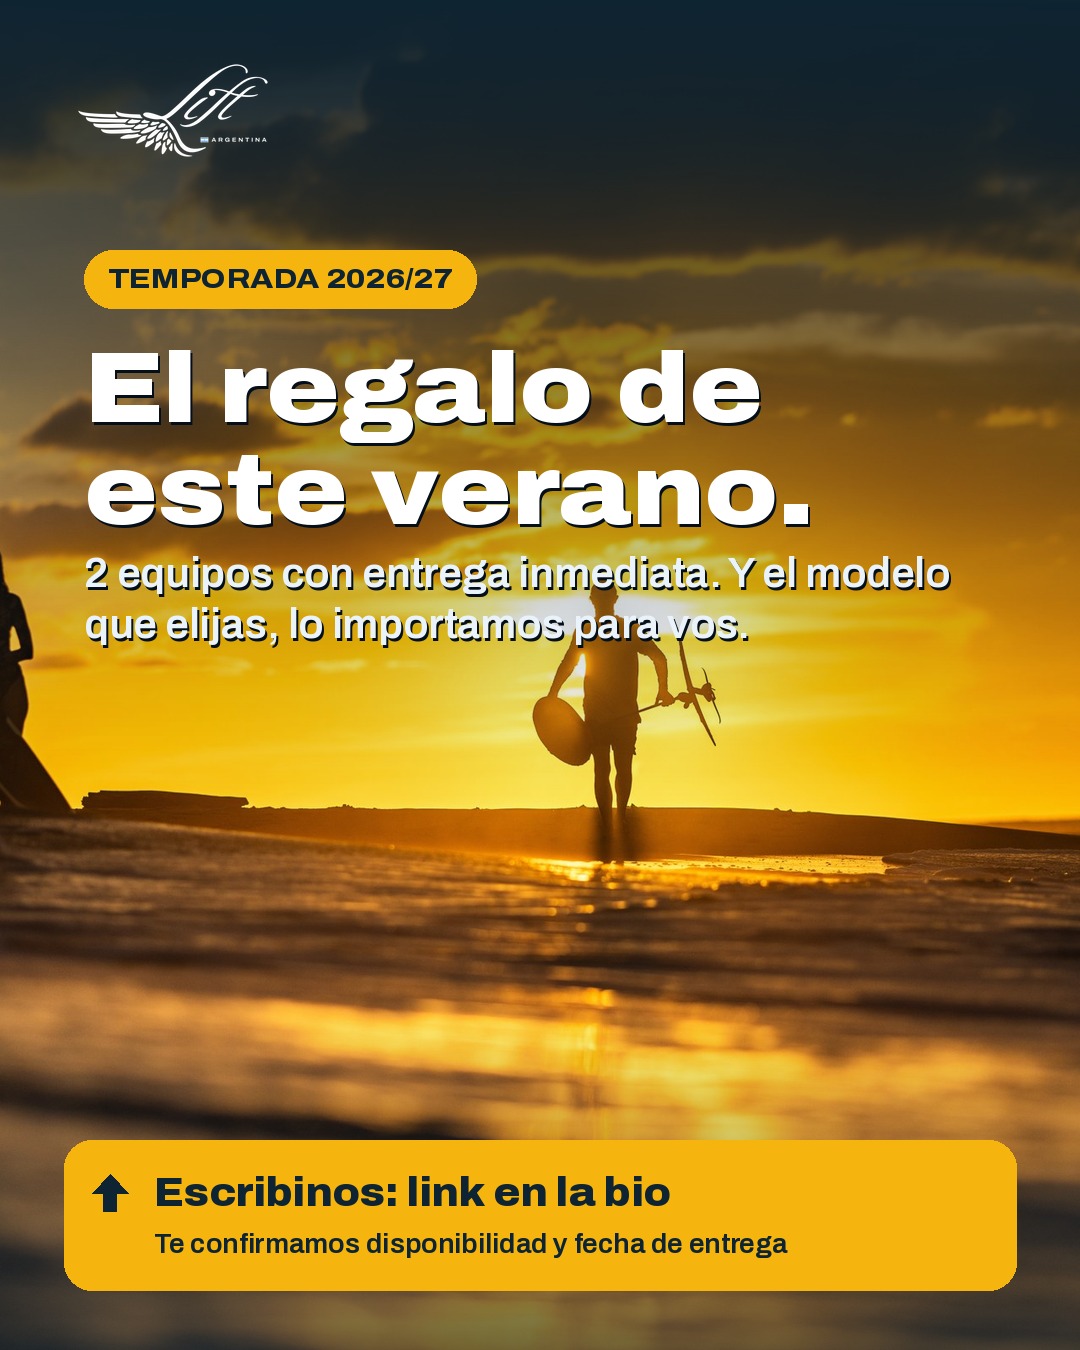 Lift
ARGENTINA
TEMPORADA 2026/27
El regalo de
este verano.
2 equipos con entrega inmediata. Y el modelo
que elijas, lo importamos para vos.
Escribinos: link en la bio
Te confirmamos disponibilidad y fecha de entrega